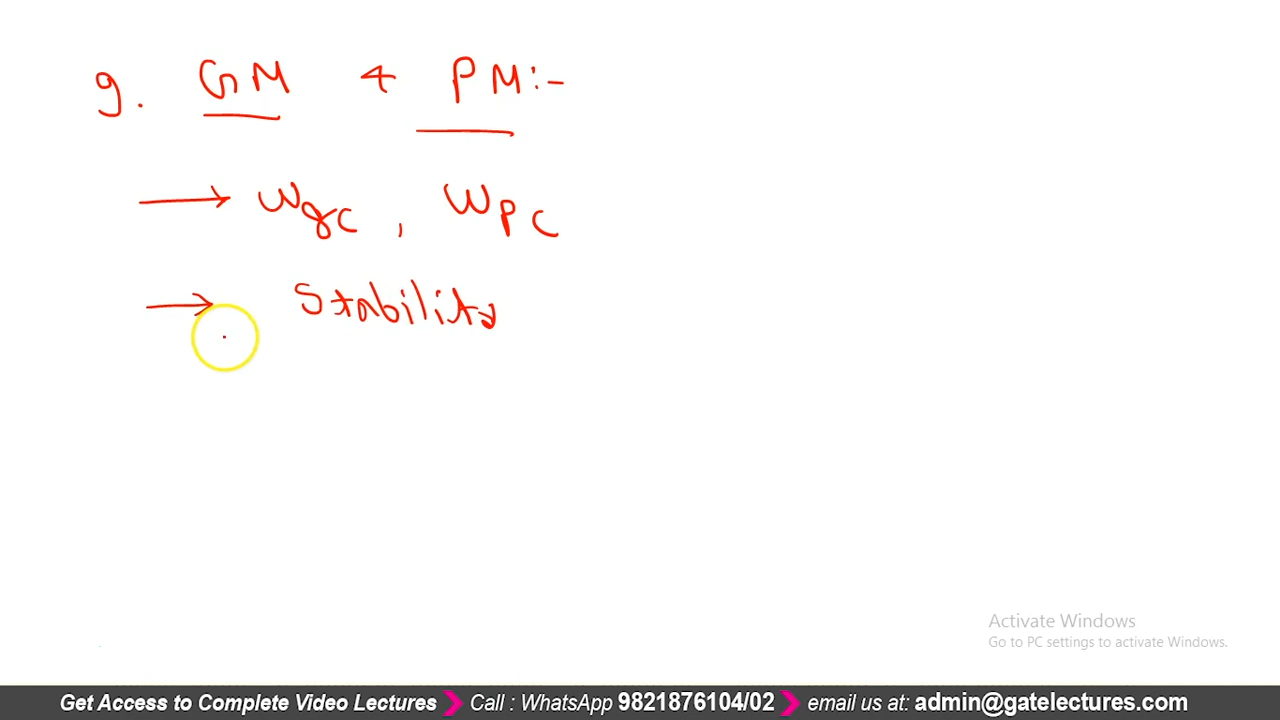 9. GM & PM:-
→ ωgc, ωpc
→ Stability
Activate Windows
Go to PC settings to activate Windows.
Get Access to Complete Video Lectures Call : WhatsApp 9821876104/02 email us at: admin@gatelectures.com